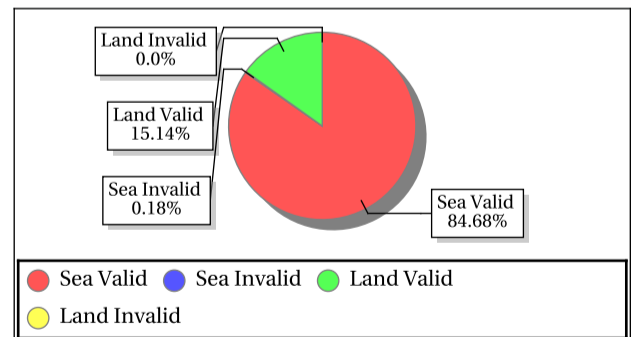 Land Invalid
0.0%
Land Valid
15.14%
Sea Invalid
0.18%
Sea Valid
84.68%
Sea Valid Sea Invalid Land Valid
Land Invalid